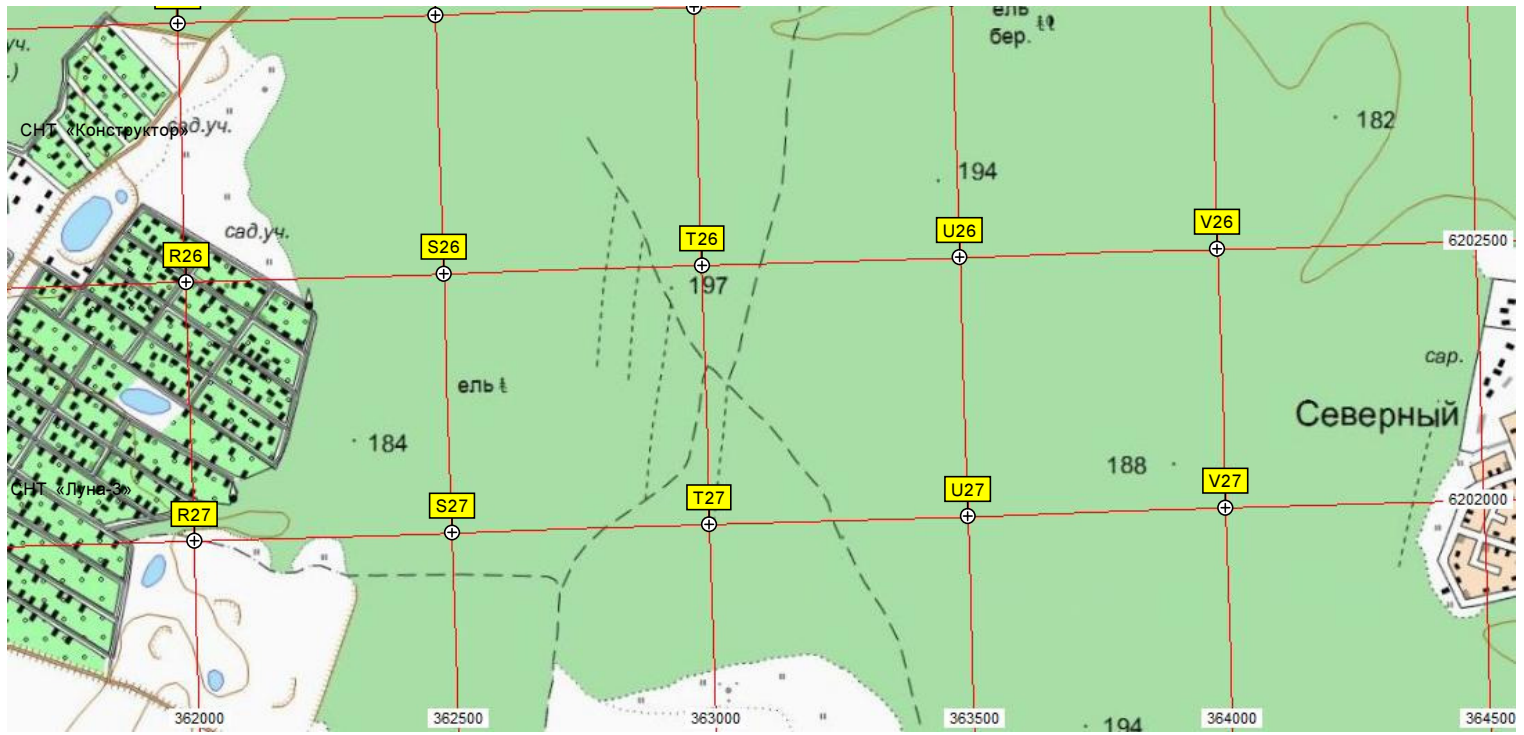 ель
бер.
уч.
.)
182
СНТ «Конструктор»
сад.уч.
194
сад.уч.
V26
U26
T26
S26
R26
6202500
197
сар.
ель
Северный
184
188
СНТ «Луна-3»
V27
U27
T27
S27
R27
6202000
362000
362500
363000
363500
364000
364500
194